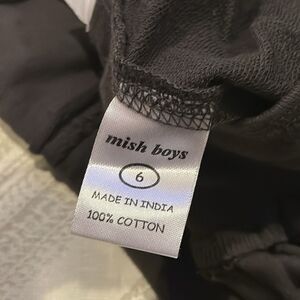 mish boys
6
MADE IN INDIA
100% COTTON